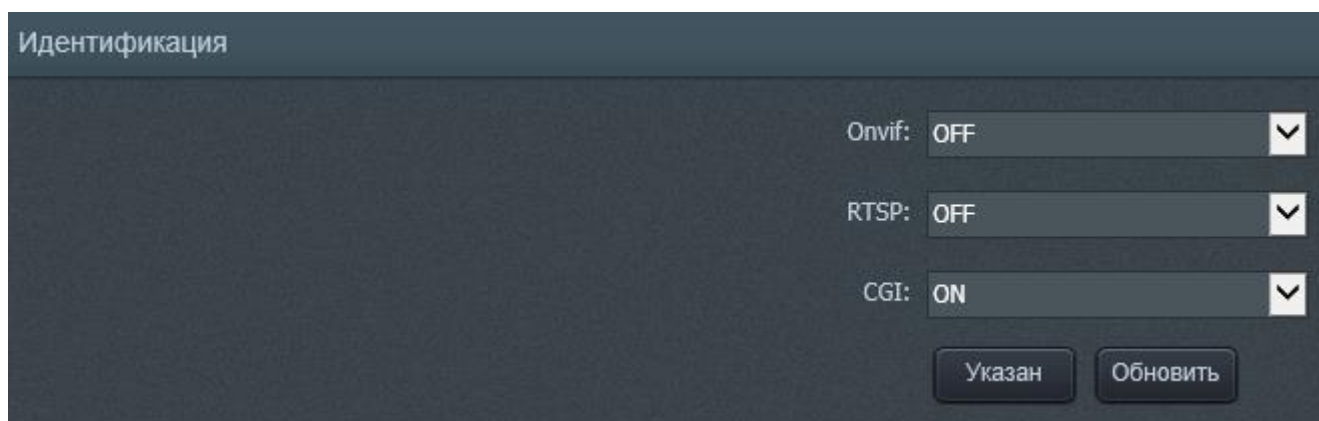 Идентификация
Onvif: OFF
RTSP: OFF
CGI: ON
Указан Обновить